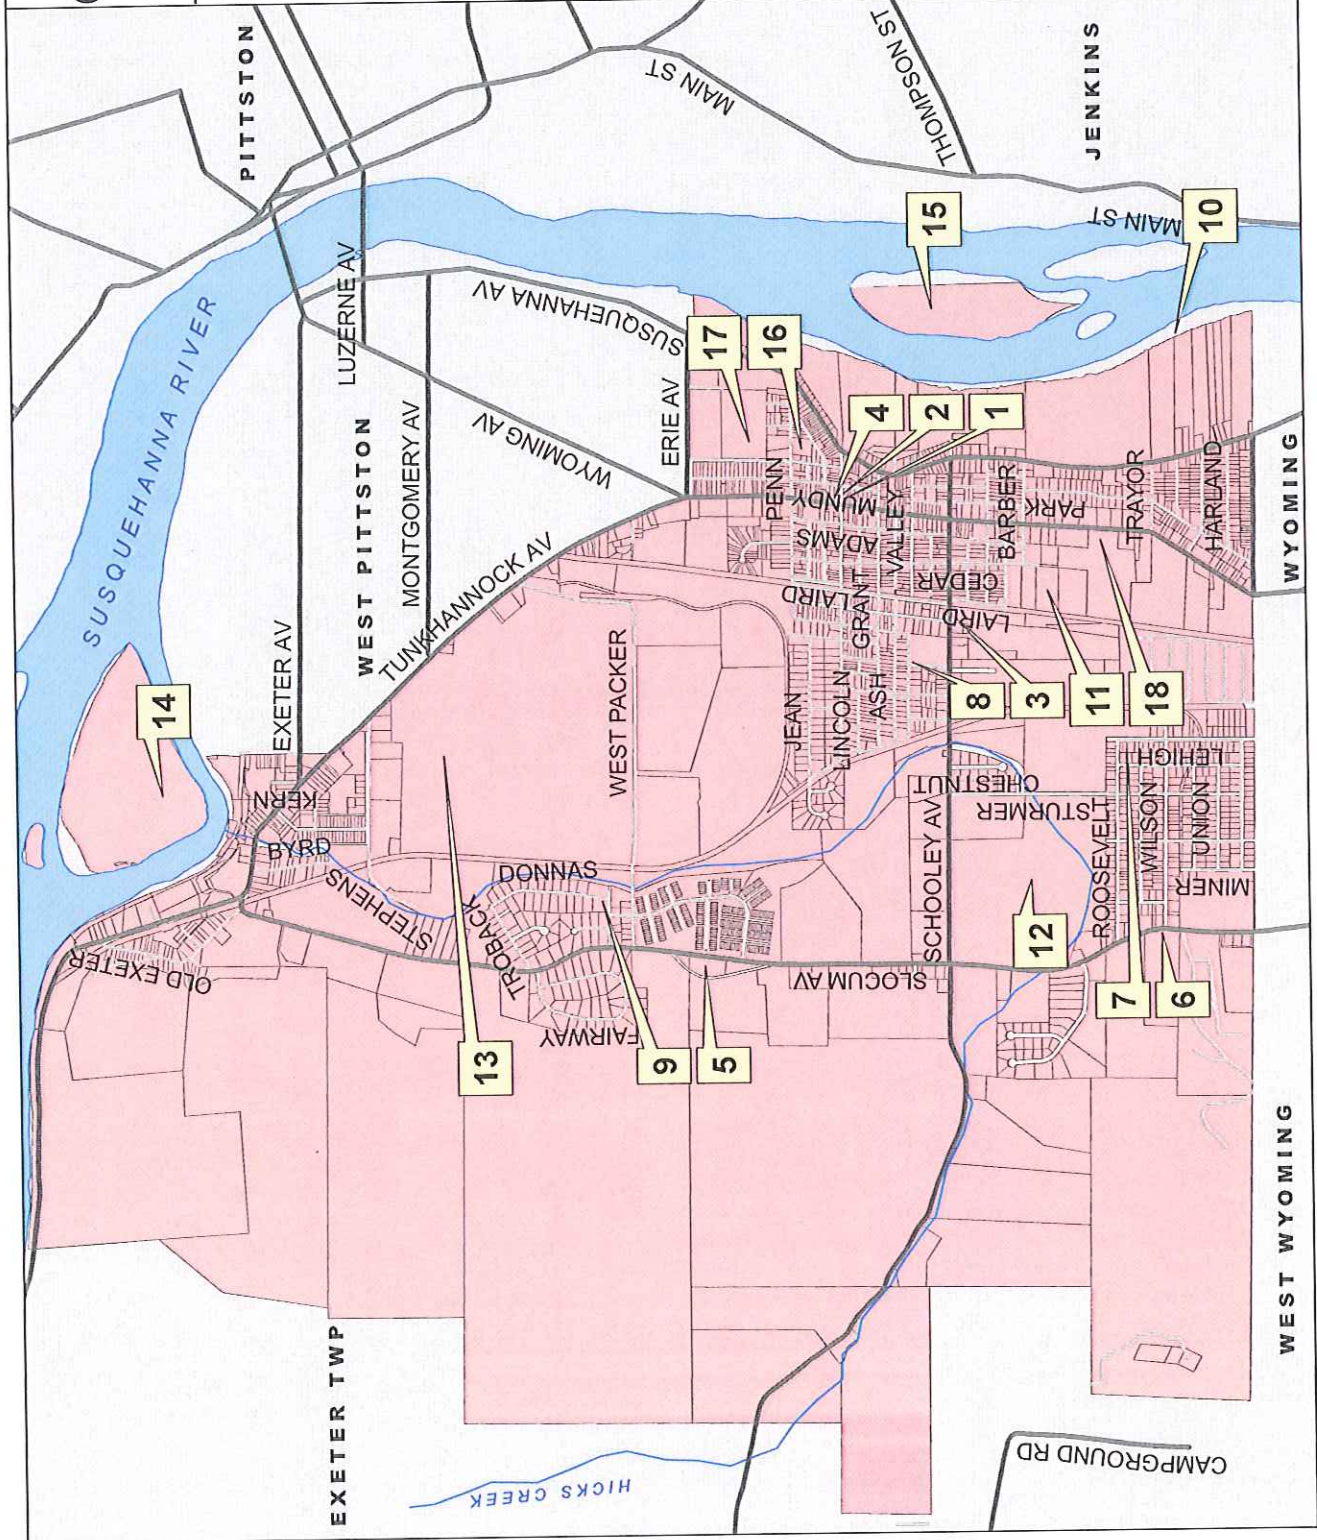 PITTSTON
MAIN ST
THOMPSON ST
JENKINS
SUSQUEHANNA RIVER
LUZERNE AV
SUSQUEHANNA AV
15
MAIN ST
10
17
16
WEST PITTSTON
MONTGOMERY AV
WYOMING AV
ERIE AV
4
2
1
PENN
MUNDY
VALLEY
BARBER
PARK
TRAYOR
HARLAND
WYOMING
EXETER AV
TUNKHANNOCK AV
ADAMS
GRANT
CEDAR
LAIRD
LAIRD
14
WEST PACKER
JEAN
LINCOLN
ASH
8
3
11
18
KERN
BYRD
STEPHENS
DONNAS
TROBACK
CHESTNUT
STURMER
SCHOOLEY AV
ROOSEVELT
WILSON
LEHIGH
UNION
MINER
OLD EXETER
12
SLOCUM AV
FAIRWAY
13
9
5
7
6
EXETER TWP
WEST WYOMING
HICKS CREEK
CAMPGROUND RD